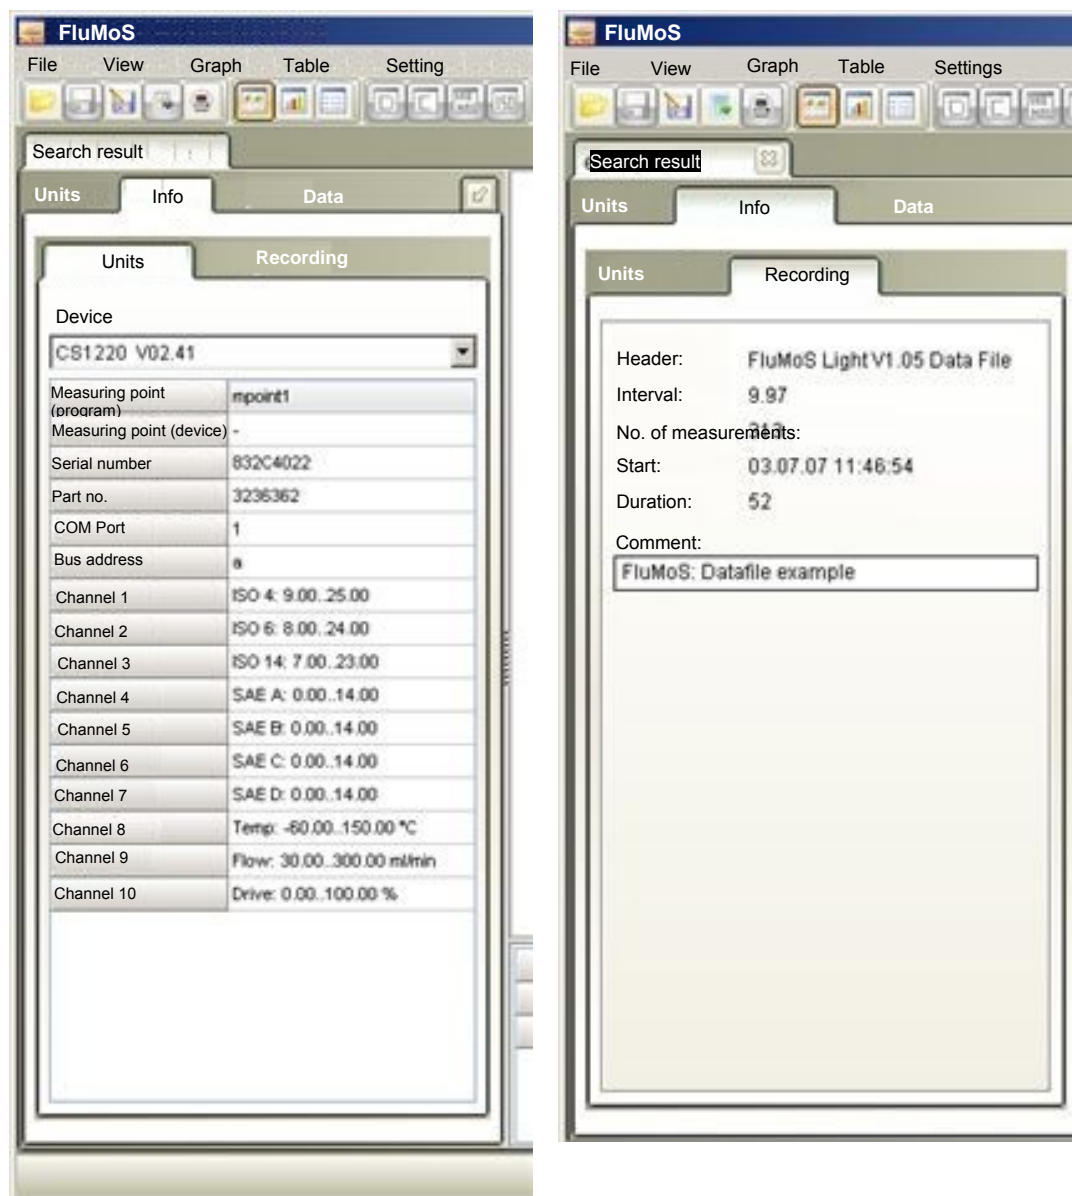 FluMoS
File View Graph Table Setting
Search result
Units Info Data
Units Recording
Device
CS1220 V02.41
Measuring point (program) mpoint1
Measuring point (device) -
Serial number 832C4022
Part no. 3236362
COM Port 1
Bus address a
Channel 1 ISO 4: 9.00..25.00
Channel 2 ISO 6: 8.00..24.00
Channel 3 ISO 14: 7.00..23.00
Channel 4 SAE A: 0.00..14.00
Channel 5 SAE B: 0.00..14.00
Channel 6 SAE C: 0.00..14.00
Channel 7 SAE D: 0.00..14.00
Channel 8 Temp: -60.00..150.00 °C
Channel 9 Flow: 30.00..300.00 ml/min
Channel 10 Drive: 0.00..100.00 %
FluMoS
File View Graph Table Settings
Search result
Units Info Data
Units Recording
Header: FluMoS Light V1.05 Data File
Interval: 9.97
No. of measurements:
Start: 03.07.07 11:46:54
Duration: 52
Comment:
FluMoS: Datafile example